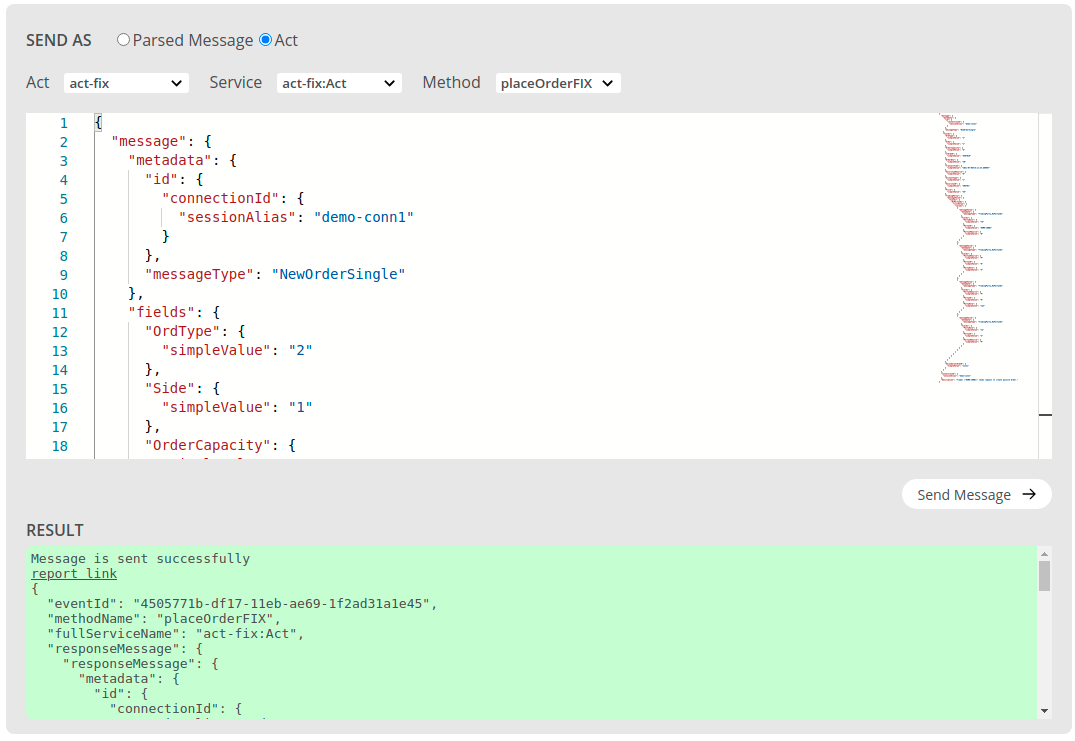 SEND AS Parsed Message Act
Act act-fix Service act-fix:Act Method placeOrderFIX
1 {
2 "message": {
3 "metadata": {
4 "id": {
5 "connectionId": {
6 "sessionAlias": "demo-conn1"
7 }
8 },
9 "messageType": "NewOrderSingle"
10 },
11 "fields": {
12 "OrdType": {
13 "simpleValue": "2"
14 },
15 "Side": {
16 "simpleValue": "1"
17 },
18 "OrderCapacity": {
Send Message →
RESULT
Message is sent successfully
report link
{
"eventId": "4505771b-df17-11eb-ae69-1f2ad31a1e45",
"methodName": "placeOrderFIX",
"fullServiceName": "act-fix:Act",
"responseMessage": {
"responseMessage": {
"metadata": {
"id": {
"connectionId": {